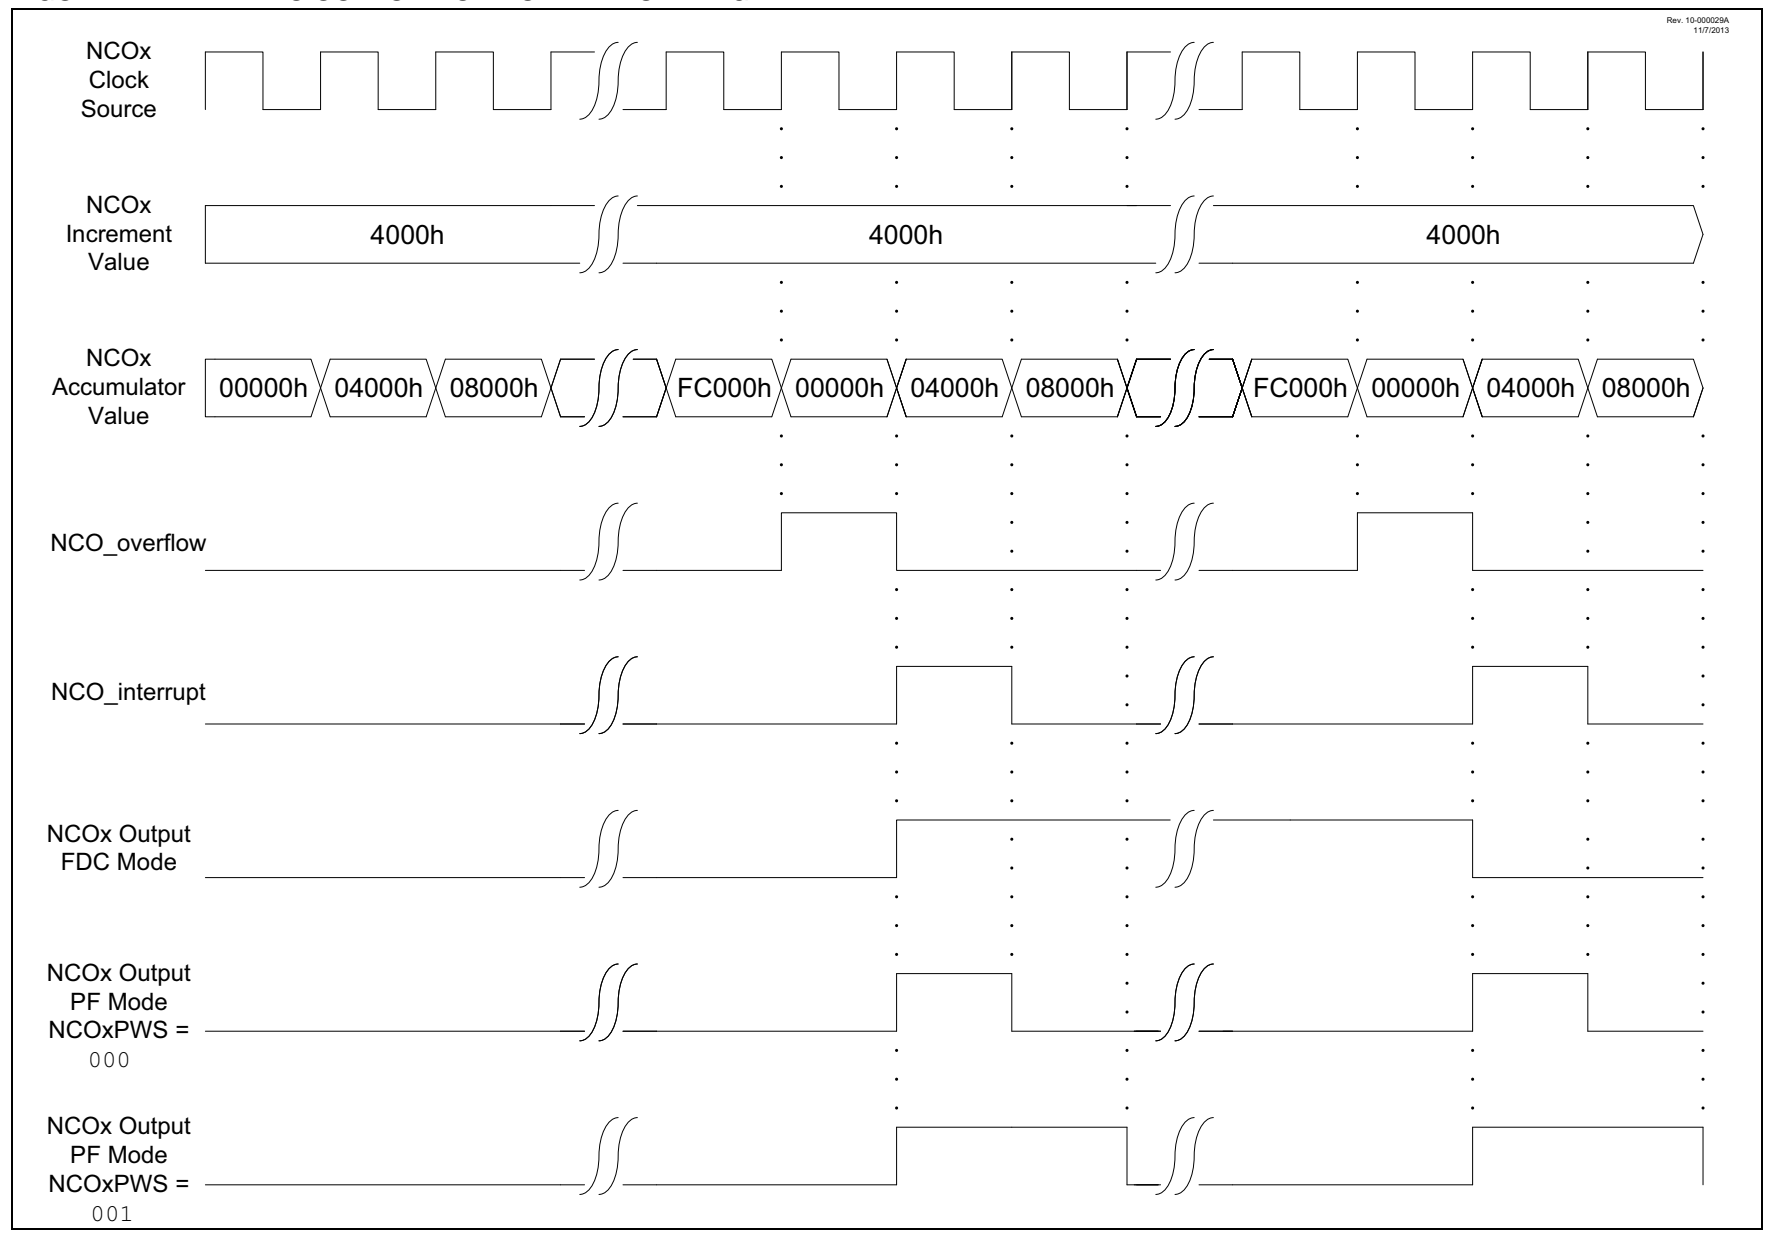 Rev. 10-000029A
11/7/2013
NCOx
Clock
Source
NCOx
Increment
Value
4000h
4000h
4000h
NCOx
Accumulator
Value
00000h
04000h
08000h
FC000h
00000h
04000h
08000h
FC000h
00000h
04000h
08000h
NCO_overflow
NCO_interrupt
NCOx Output
FDC Mode
NCOx Output
PF Mode
NCOxPWS =
000
NCOx Output
PF Mode
NCOxPWS =
001